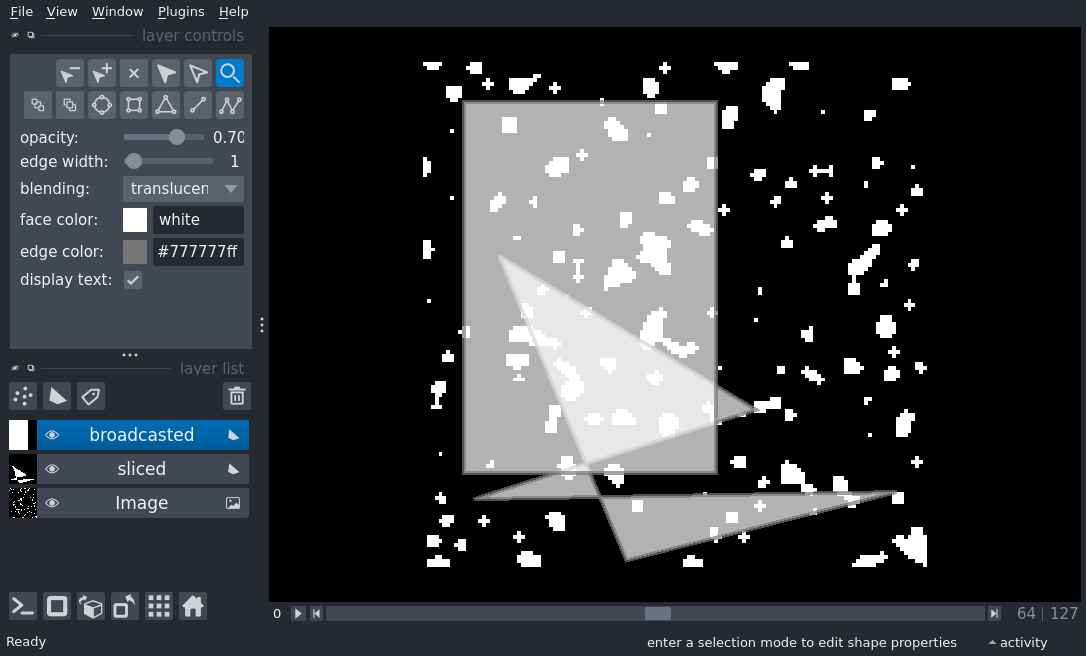 File View Window Plugins Help
layer controls
opacity: 0.70
edge width: 1
blending: translucen
face color: white
edge color: #777777ff
display text:
layer list
broadcasted
sliced
Image
0 64 | 127
Ready enter a selection mode to edit shape properties activity